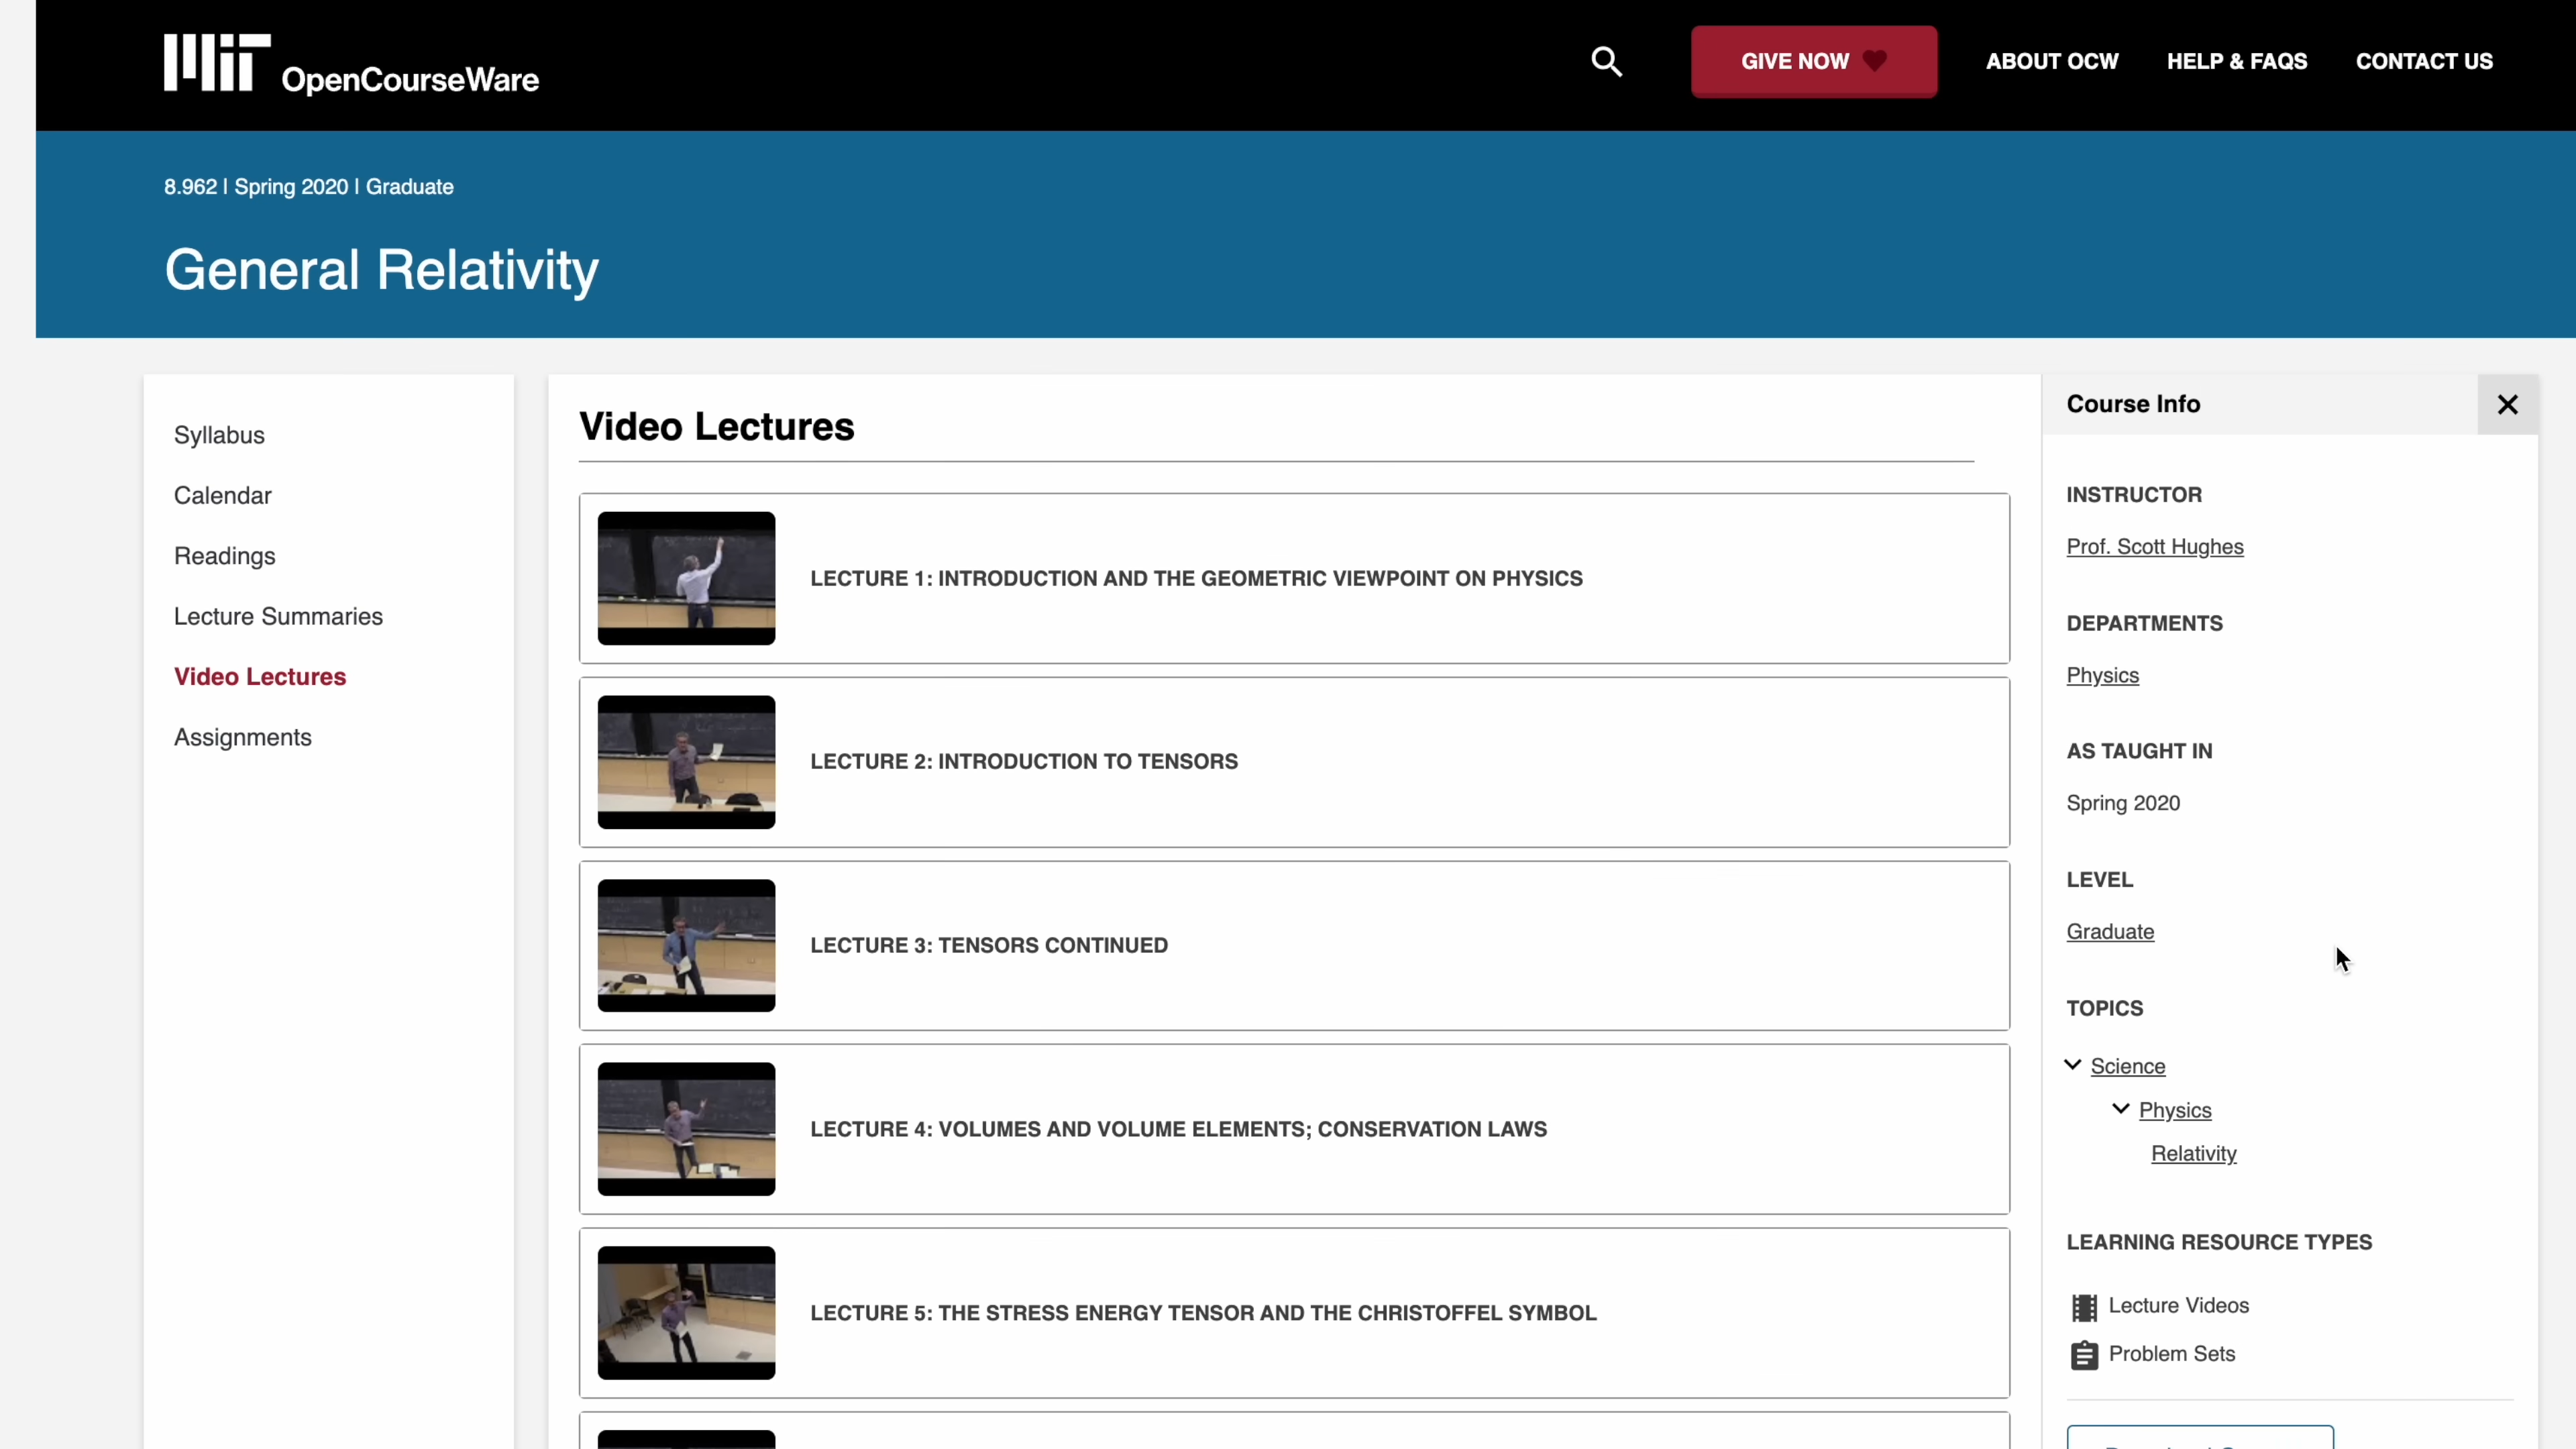 MIT OpenCourseWare
GIVE NOW
ABOUT OCW
HELP & FAQS
CONTACT US
8.962 | Spring 2020 | Graduate
General Relativity
Syllabus
Calendar
Readings
Lecture Summaries
Video Lectures
Assignments
Video Lectures
LECTURE 1: INTRODUCTION AND THE GEOMETRIC VIEWPOINT ON PHYSICS
LECTURE 2: INTRODUCTION TO TENSORS
LECTURE 3: TENSORS CONTINUED
LECTURE 4: VOLUMES AND VOLUME ELEMENTS; CONSERVATION LAWS
LECTURE 5: THE STRESS ENERGY TENSOR AND THE CHRISTOFFEL SYMBOL
Course Info
INSTRUCTOR
Prof. Scott Hughes
DEPARTMENTS
Physics
AS TAUGHT IN
Spring 2020
LEVEL
Graduate
TOPICS
Science
Physics
Relativity
LEARNING RESOURCE TYPES
Lecture Videos
Problem Sets